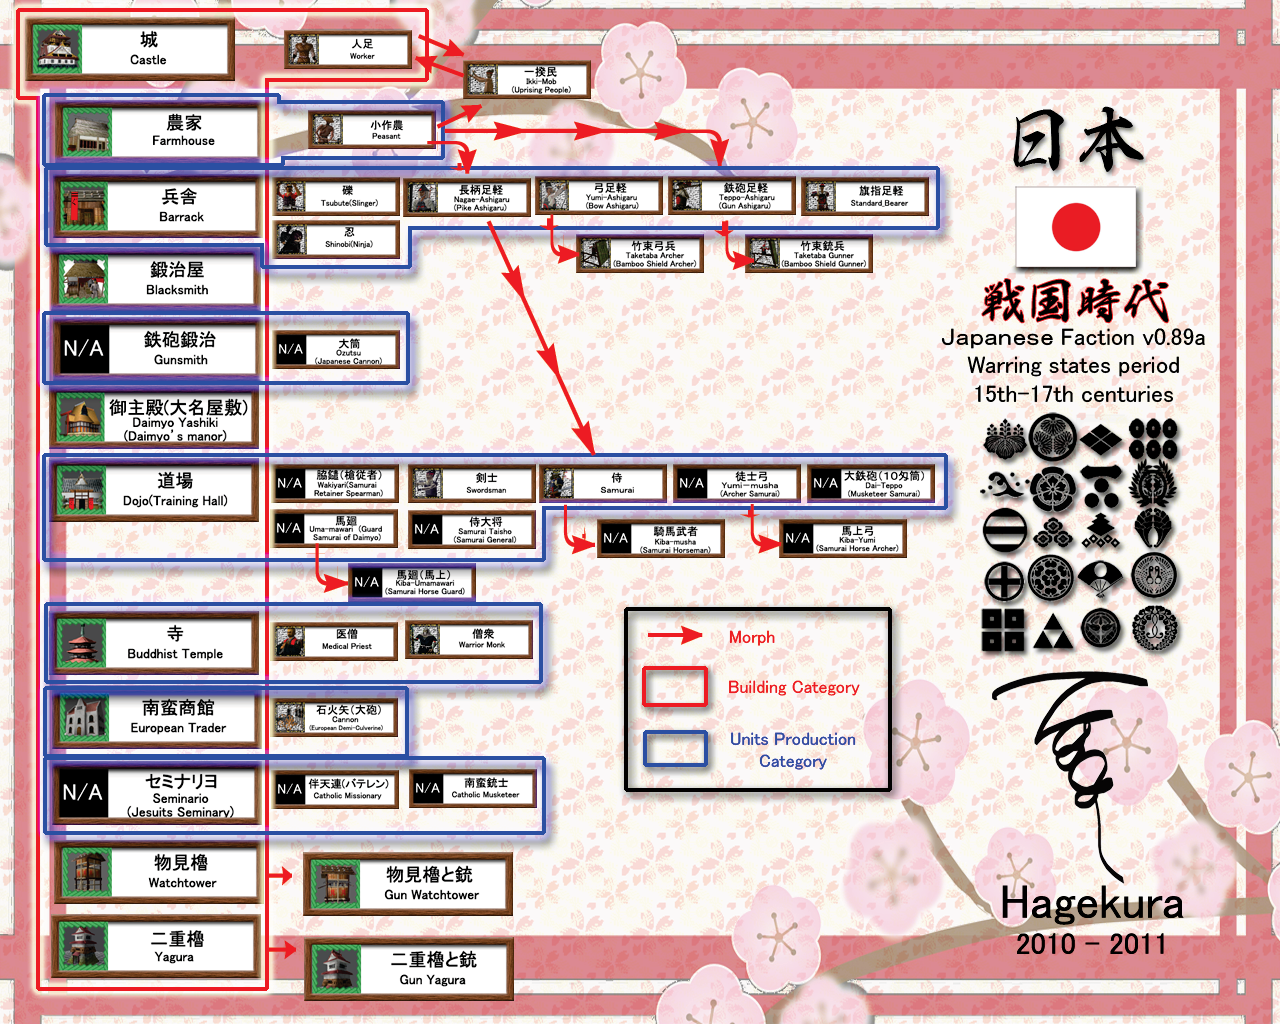 城
Castle
人足
Worker
一揆民
Ikki-Mob
(Uprising People)
農家
Farmhouse
小作農
Peasant
兵舎
Barrack
礫
Tsubute(Slinger)
長柄足軽
Nagae-Ashigaru
(Pike Ashigaru)
弓足軽
Yumi-Ashigaru
(Bow Ashigaru)
鉄砲足軽
Teppo-Ashigaru
(Gun Ashigaru)
旗指足軽
Standard_Bearer
忍
Shinobi(Ninja)
竹束弓兵
Taketaba Archer
(Bamboo Shield Archer)
竹束銃兵
Taketaba Gunner
(Bamboo Shield Gunner)
鍛治屋
Blacksmith
N/A
鉄砲鍛治
Gunsmith
N/A
大筒
Ozutsu
(Japanese Cannon)
御主殿(大名屋敷)
Daimyo Yashiki
(Daimyo's manor)
道場
Dojo(Training Hall)
N/A
脇鑓(槍従者)
Wakiyari(Samurai
Retainer Spearman)
剣士
Swordsman
侍
Samurai
N/A
徒士弓
Yumi-musha
(Archer Samurai)
N/A
大鉄砲(10匁筒)
Dai-Teppo
(Musketeer Samurai)
N/A
馬廻
Uma-mawari (Guard
Samurai of Daimyo)
N/A
侍大将
Samurai Taisho
(Samurai General)
N/A
騎馬武者
Kiba-musha
(Samurai Horseman)
N/A
馬上弓
Kiba-Yumi
(Samurai Horse Archer)
N/A
馬廻(馬上)
Kiba-Umamawari
(Samurai Horse Guard)
寺
Buddhist Temple
医僧
Medical Priest
僧衆
Warrior Monk
南蛮商館
European Trader
石火矢(大砲)
Cannon
(European Demi-Culverine)
N/A
セミナリヨ
Seminario
(Jesuits Seminary)
N/A
伴天連(バテレン)
Catholic Missionary
N/A
南蛮銃士
Catholic Musketeer
物見櫓
Watchtower
物見櫓と銃
Gun Watchtower
二重櫓
Yagura
二重櫓と銃
Gun Yagura
Morph
Building Category
Units Production
Category
日本
戦国時代
Japanese Faction v0.89a
Warring states period
15th-17th centuries
Hagekura
2010 - 2011